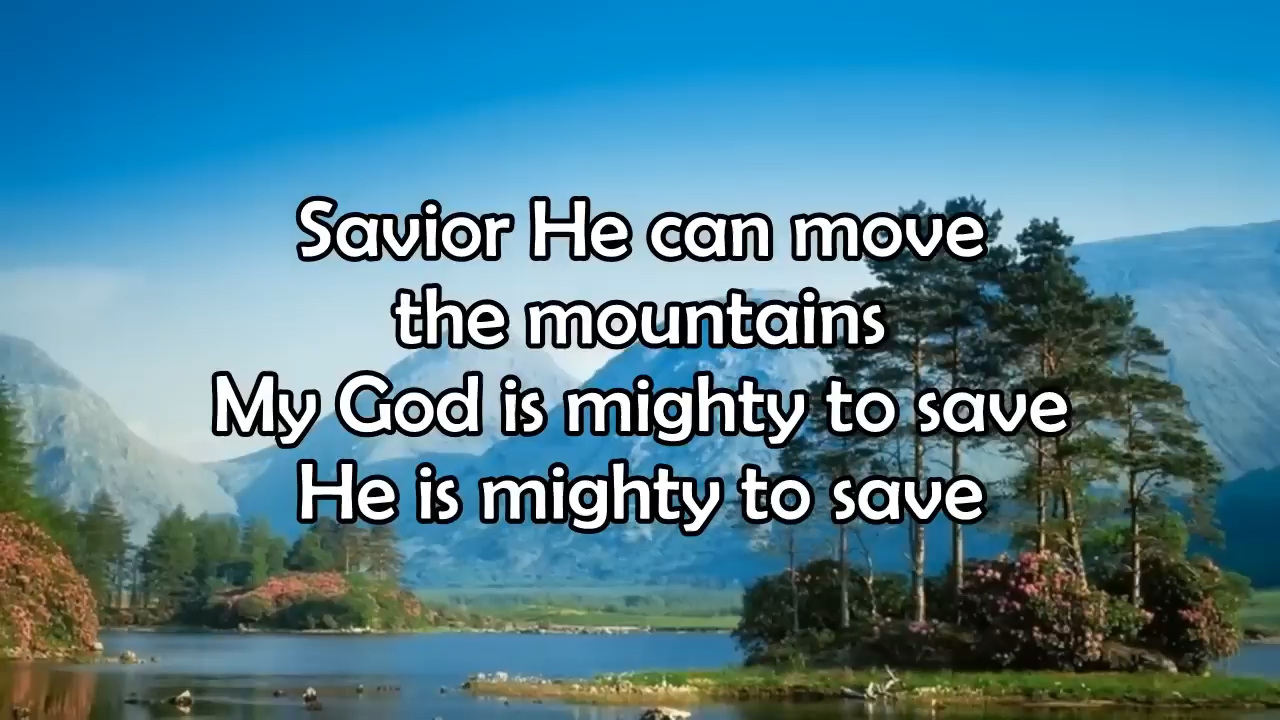 Savior He can move
the mountains
My God is mighty to save
He is mighty to save